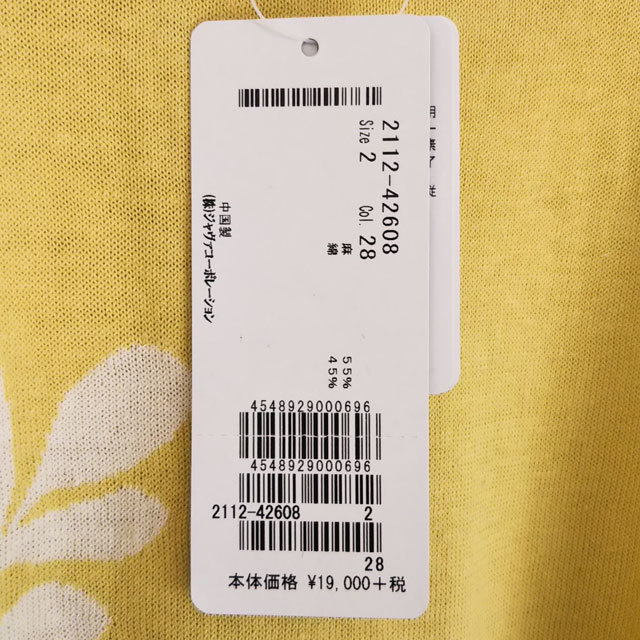 2112-42608
Size 2 Col. 28
麻 55%
綿 45%
中国製
(株)ジャヴァコーポレーション
4548929000696
4548929000696
2112-42608 2
28
本体価格 ¥19,000+税